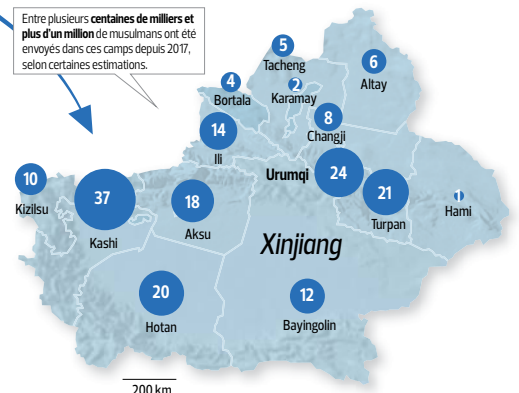 Entre plusieurs centaines de milliers et
plus d'un million de musulmans ont été
envoyés dans ces camps depuis 2017,
selon certaines estimations.
5
Tacheng
6
Altay
4
Bortala
2
Karamay
8
Changji
14
Ili
Urumqi
24
10
Kizilsu
37
Kashi
18
Aksu
21
Turpan
1
Hami
Xinjiang
20
Hotan
12
Bayingolin
200 km